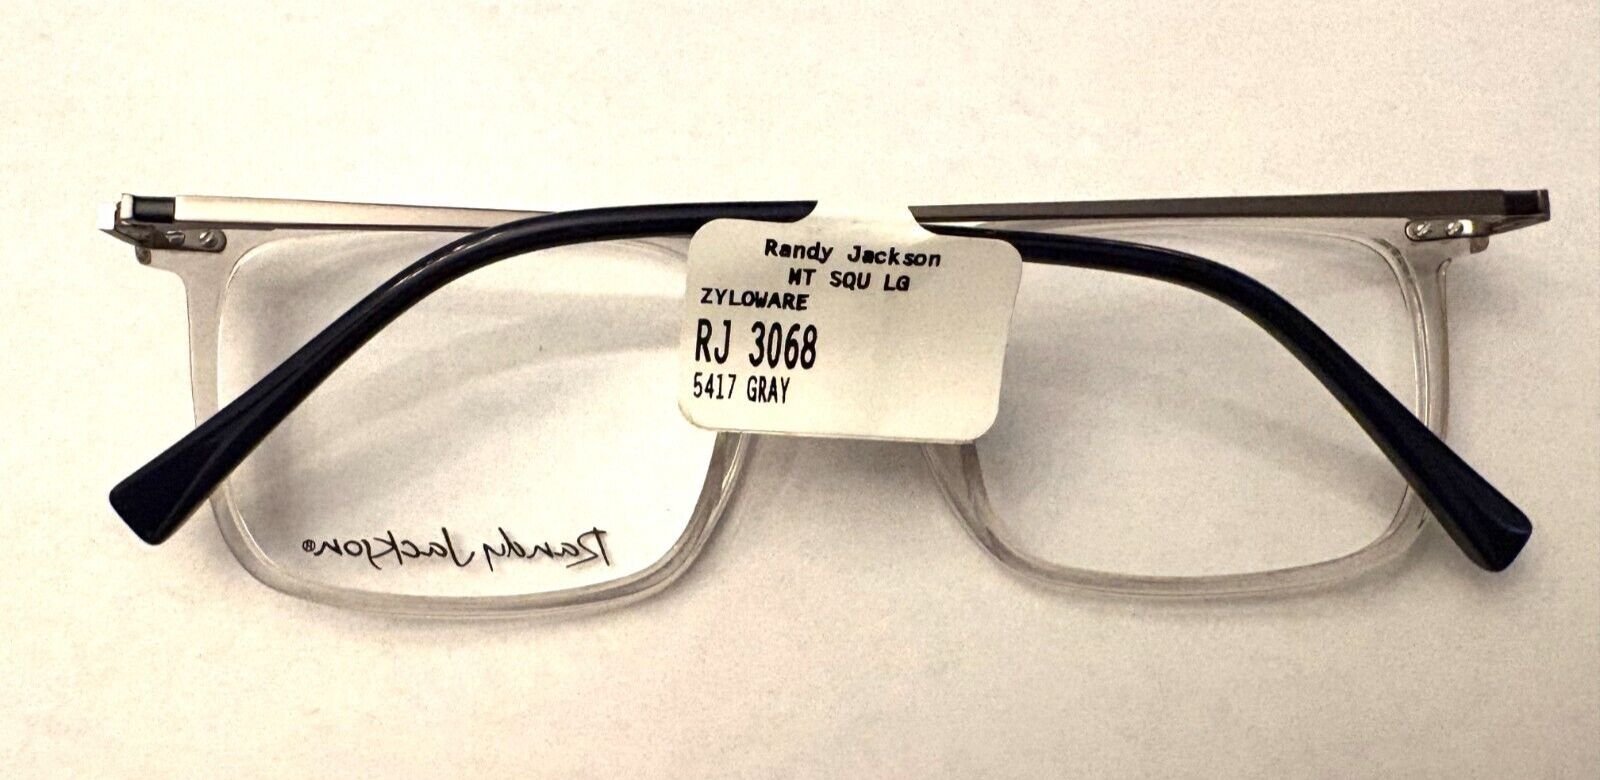 Randy Jackson
MT SQU LG
ZYLOWARE
RJ 3068
5417 GRAY
Randy Jackson®